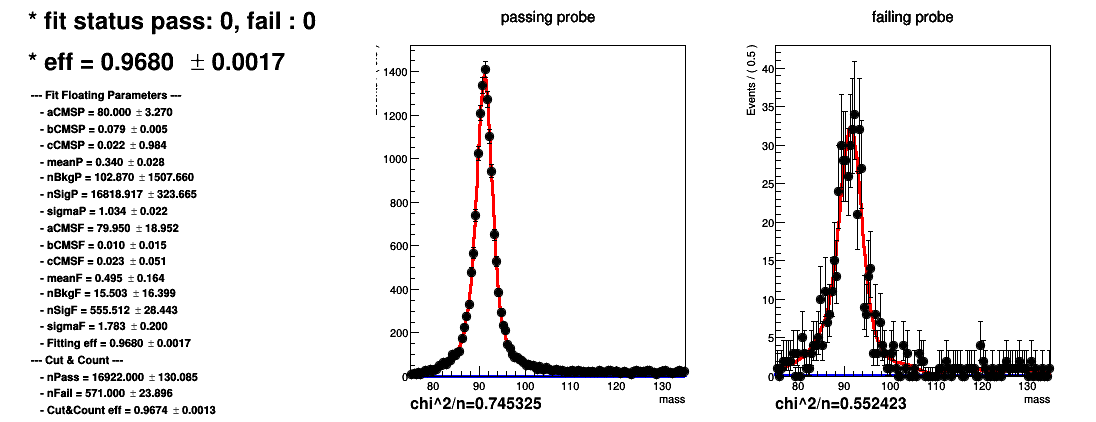 * fit status pass: 0, fail : 0
* eff = 0.9680 ± 0.0017
--- Fit Floating Parameters ---
- aCMSP = 80.000 ± 3.270
- bCMSP = 0.079 ± 0.005
- cCMSP = 0.022 ± 0.984
- meanP = 0.340 ± 0.028
- nBkgP = 102.870 ± 1507.660
- nSigP = 16818.917 ± 323.665
- sigmaP = 1.034 ± 0.022
- aCMSF = 79.950 ± 18.952
- bCMSF = 0.010 ± 0.015
- cCMSF = 0.023 ± 0.051
- meanF = 0.495 ± 0.164
- nBkgF = 15.503 ± 16.399
- nSigF = 555.512 ± 28.443
- sigmaF = 1.783 ± 0.200
- Fitting eff = 0.9680 ± 0.0017
--- Cut & Count ---
- nPass = 16922.000 ± 130.085
- nFail = 571.000 ± 23.896
- Cut&Count eff = 0.9674 ± 0.0013
passing probe
1400
1200
1000
800
600
400
200
0
80 90 100 110 120 130
mass
chi^2/n=0.745325
failing probe
Events / ( 0.5 )
40
35
30
25
20
15
10
5
0
80 90 100 110 120 130
mass
chi^2/n=0.552423